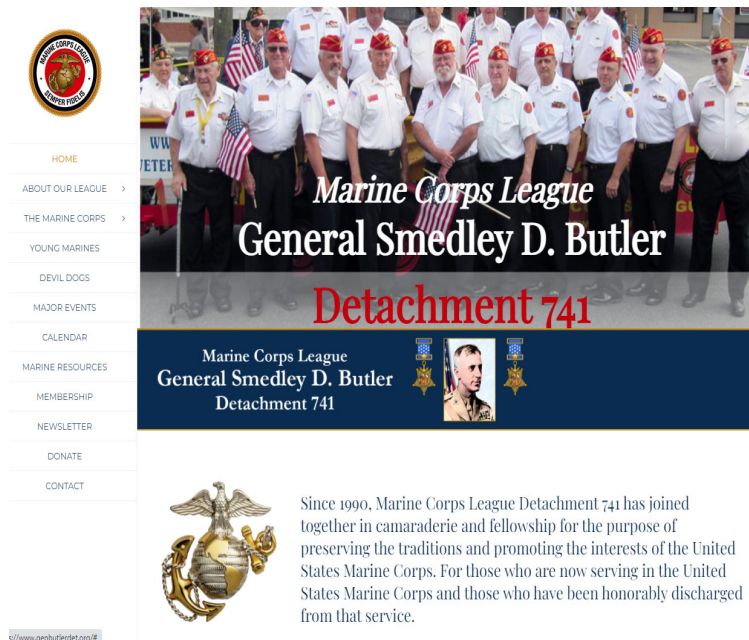 MARINE CORPS LEAGUE
SEMPER FIDELIS
HOME
ABOUT OUR LEAGUE >
THE MARINE CORPS >
YOUNG MARINES
DEVIL DOGS
MAJOR EVENTS
CALENDAR
MARINE RESOURCES
MEMBERSHIP
NEWSLETTER
DONATE
CONTACT
Marine Corps League
General Smedley D. Butler
Detachment 741
Marine Corps League
General Smedley D. Butler
Detachment 741
Since 1990, Marine Corps League Detachment 741 has joined
together in camaraderie and fellowship for the purpose of
preserving the traditions and promoting the interests of the United
States Marine Corps. For those who are now serving in the United
States Marine Corps and those who have been honorably discharged
from that service.
s://www.genbutlerdet.org/#